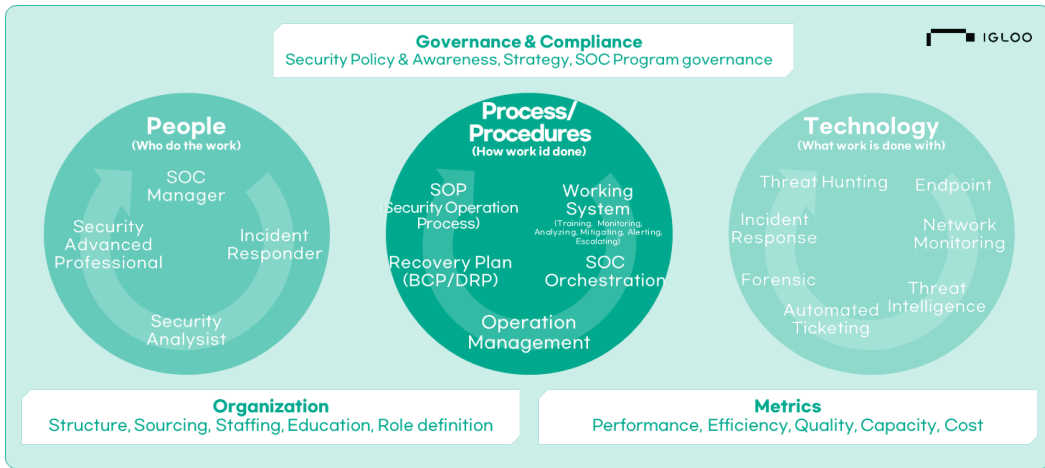 Governance & Compliance
Security Policy & Awareness, Strategy, SOC Program governance
IGLOO
People
(Who do the work)
SOC
Manager
Security
Advanced
Professional
Incident
Responder
Security
Analysist
Process/
Procedures
(How work id done)
SOP
(Security Operation
Process)
Working
System
(Training, Monitoring,
Analyzing, Mitigating, Alerting,
Escalating)
Recovery Plan
(BCP/DRP)
SOC
Orchestration
Operation
Management
Technology
(What work is done with)
Threat Hunting
Endpoint
Incident
Response
Network
Monitoring
Forensic
Threat
Intelligence
Automated
Ticketing
Organization
Structure, Sourcing, Staffing, Education, Role definition
Metrics
Performance, Efficiency, Quality, Capacity, Cost